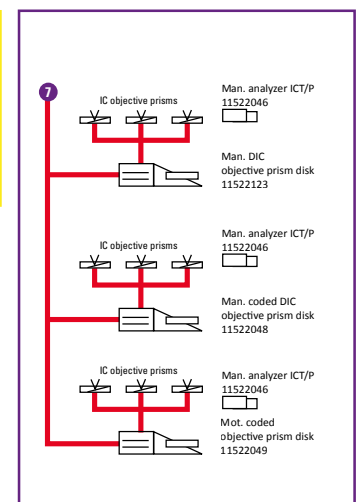 7
IC objective prisms
Man. analyzer ICT/P
11522046
Man. DIC
objective prism disk
11522123
IC objective prisms
Man. analyzer ICT/P
11522046
Man. coded DIC
objective prism disk
11522048
IC objective prisms
Man. analyzer ICT/P
11522046
Mot. coded
objective prism disk
11522049